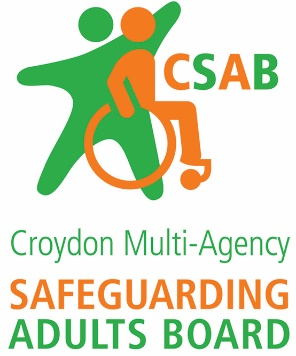 CSAB
Croydon Multi-Agency
SAFEGUARDING
ADULTS BOARD